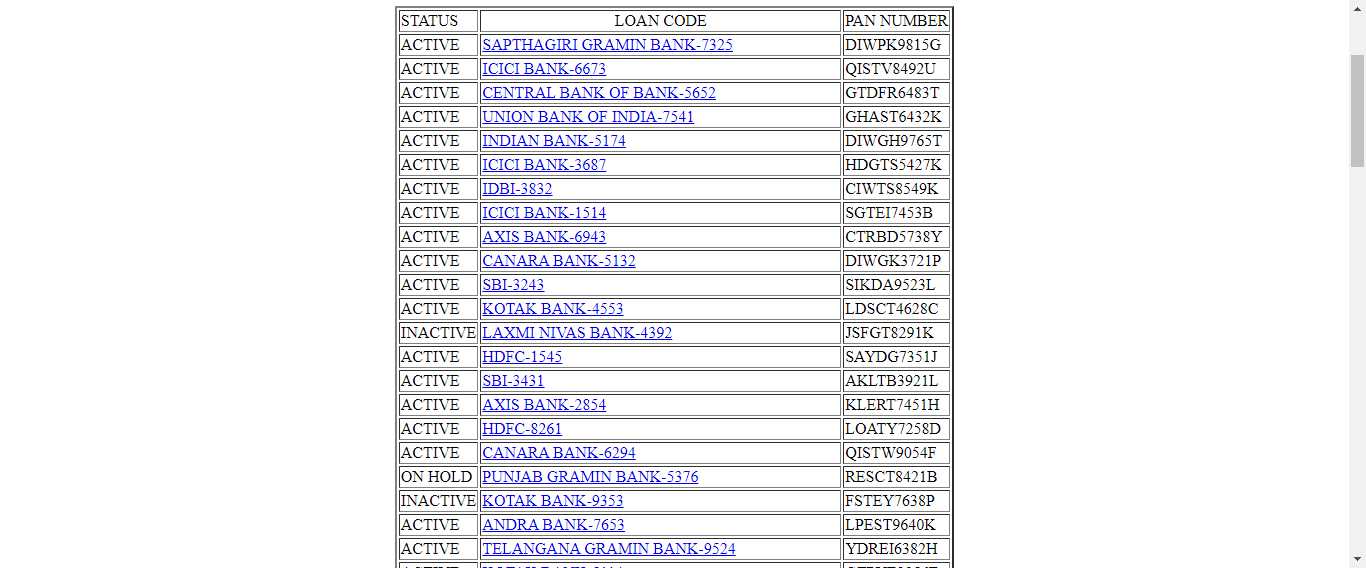 STATUS LOAN CODE PAN NUMBER
ACTIVE SAPTHAGIRI GRAMIN BANK-7325 DIWPK9815G
ACTIVE ICICI BANK-6673 QISTV8492U
ACTIVE CENTRAL BANK OF BANK-5652 GTDFR6483T
ACTIVE UNION BANK OF INDIA-7541 GHAST6432K
ACTIVE INDIAN BANK-5174 DIWGH9765T
ACTIVE ICICI BANK-3687 HDGTS5427K
ACTIVE IDBI-3832 CIWTS8549K
ACTIVE ICICI BANK-1514 SGTEI7453B
ACTIVE AXIS BANK-6943 CTRBD5738Y
ACTIVE CANARA BANK-5132 DIWGK3721P
ACTIVE SBI-3243 SIKDA9523L
ACTIVE KOTAK BANK-4553 LDSCT4628C
INACTIVE LAXMI NIVAS BANK-4392 JSFGT8291K
ACTIVE HDFC-1545 SAYDG7351J
ACTIVE SBI-3431 AKLTB3921L
ACTIVE AXIS BANK-2854 KLERT7451H
ACTIVE HDFC-8261 LOATY7258D
ACTIVE CANARA BANK-6294 QISTW9054F
ON HOLD PUNJAB GRAMIN BANK-5376 RESCT8421B
INACTIVE KOTAK BANK-9353 FSTEY7638P
ACTIVE ANDRA BANK-7653 LPEST9640K
ACTIVE TELANGANA GRAMIN BANK-9524 YDREI6382H